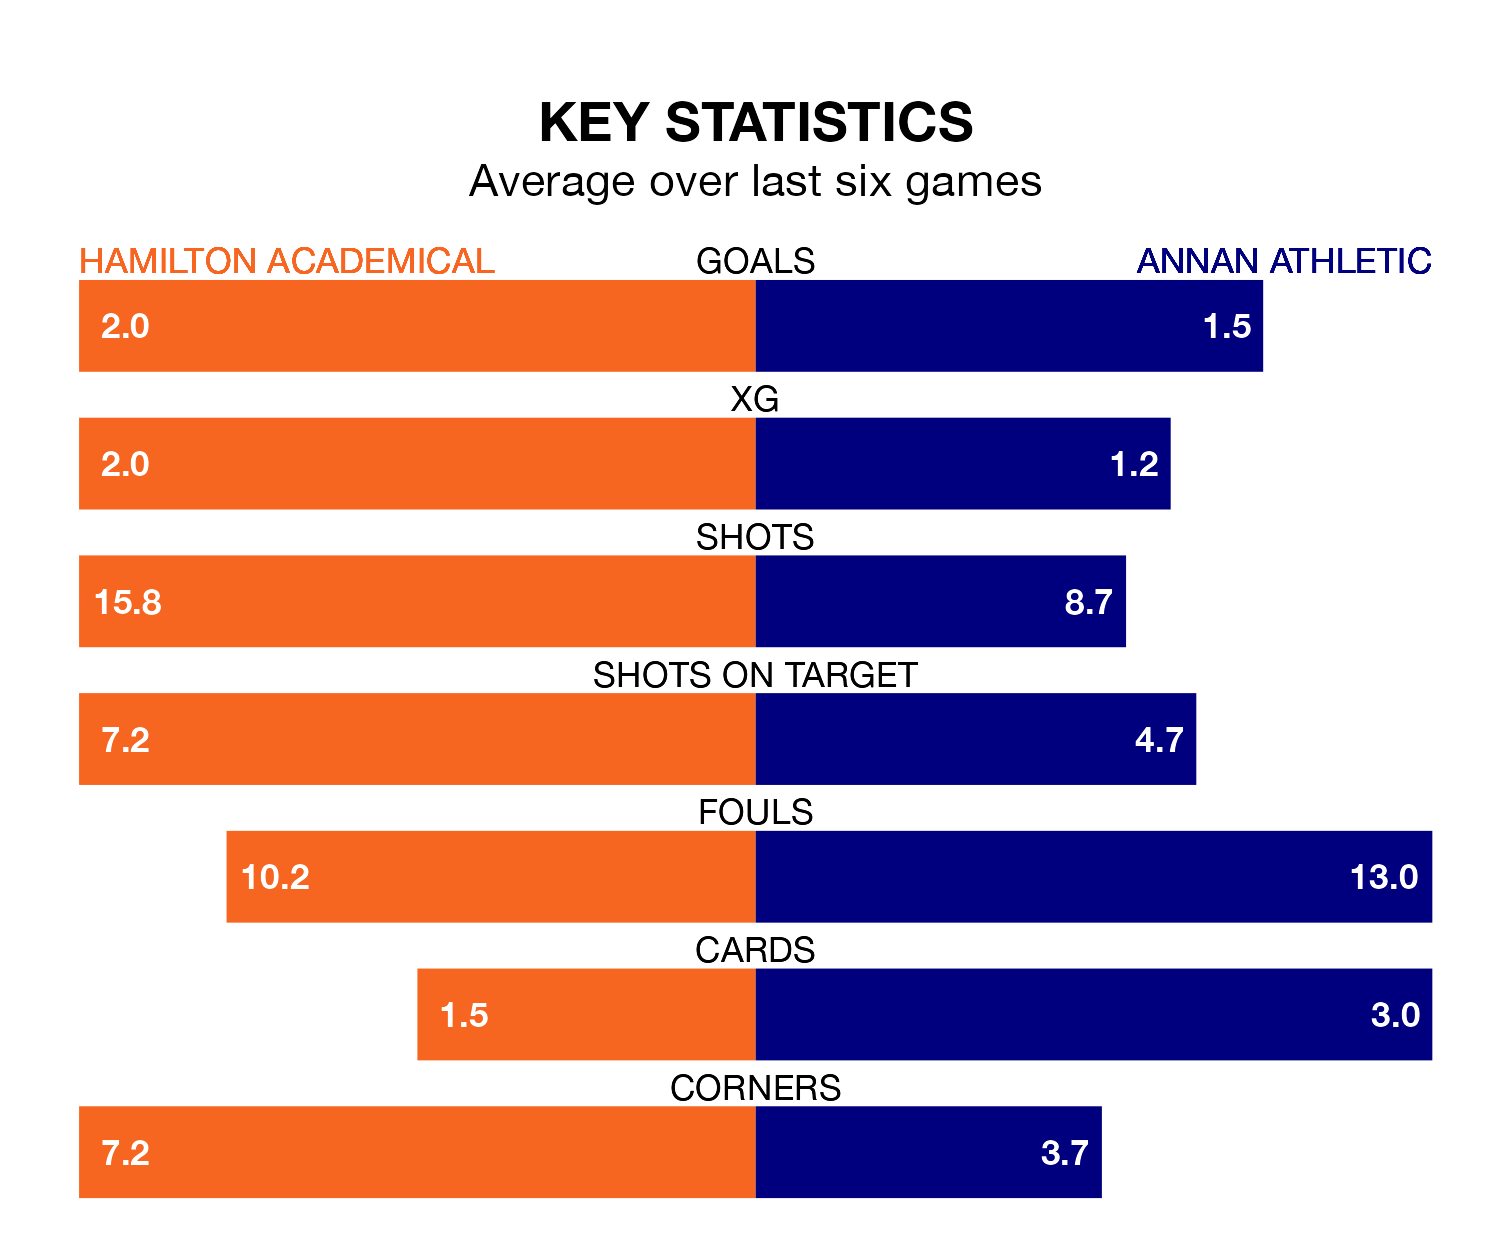 KEY STATISTICS
Average over last six games
HAMILTON ACADEMICAL GOALS ANNAN ATHLETIC
2.0 1.5
XG
2.0 1.2
SHOTS
15.8 8.7
SHOTS ON TARGET
7.2 4.7
FOULS
10.2 13.0
CARDS
1.5 3.0
CORNERS
7.2 3.7